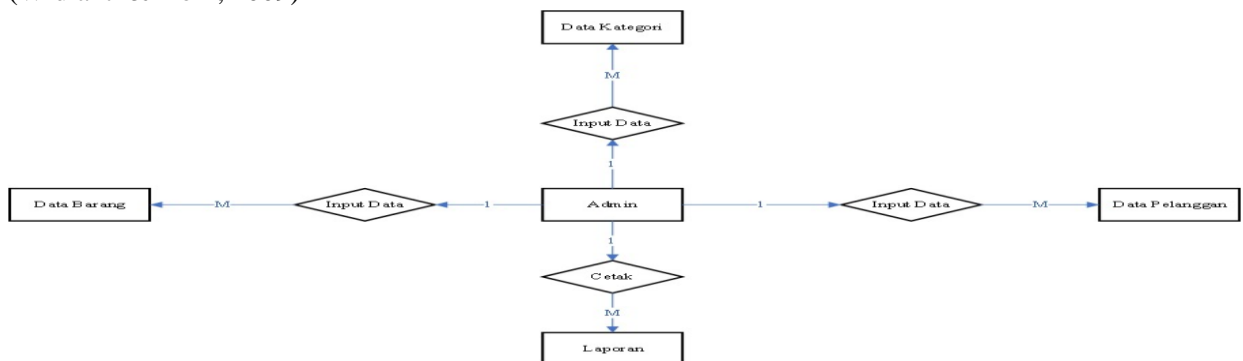 Data Kategori
M
Input Data
1
Data Barang M Input Data 1 Admin 1 Input Data M Data Pelanggan
1
Cetak
M
Laporan